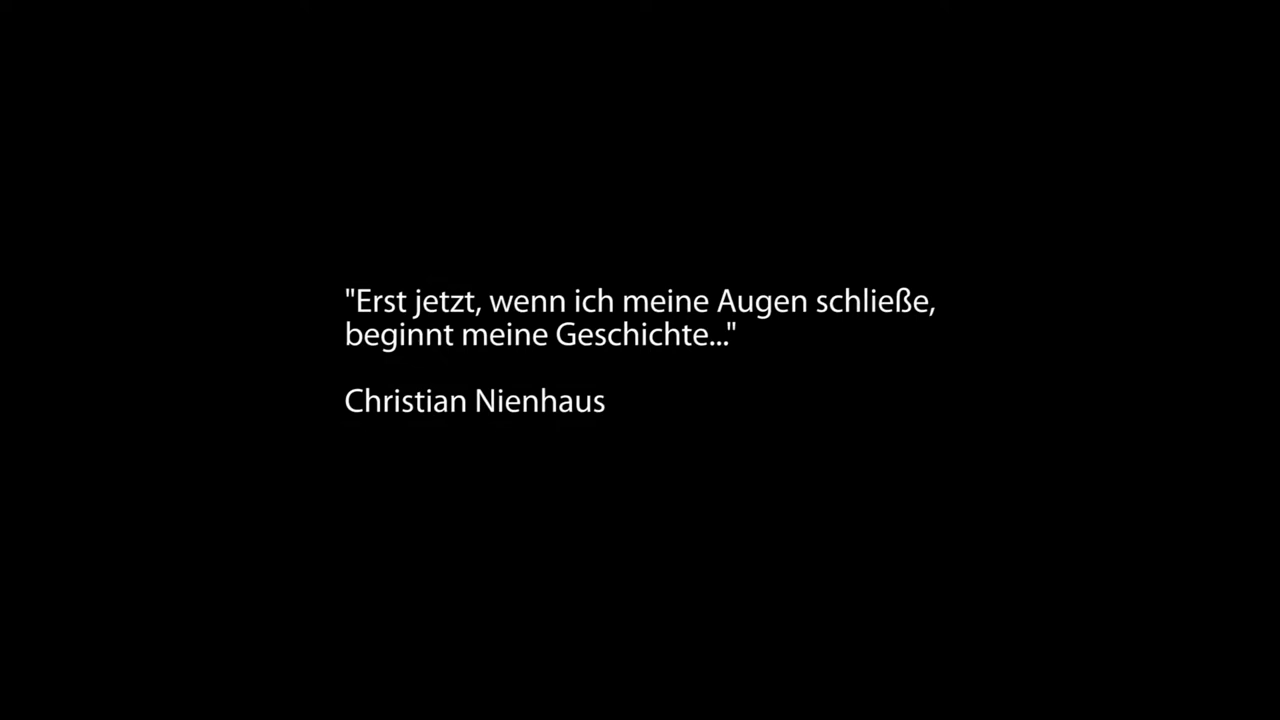 "Erst jetzt, wenn ich meine Augen schließe,
beginnt meine Geschichte..."
Christian Nienhaus